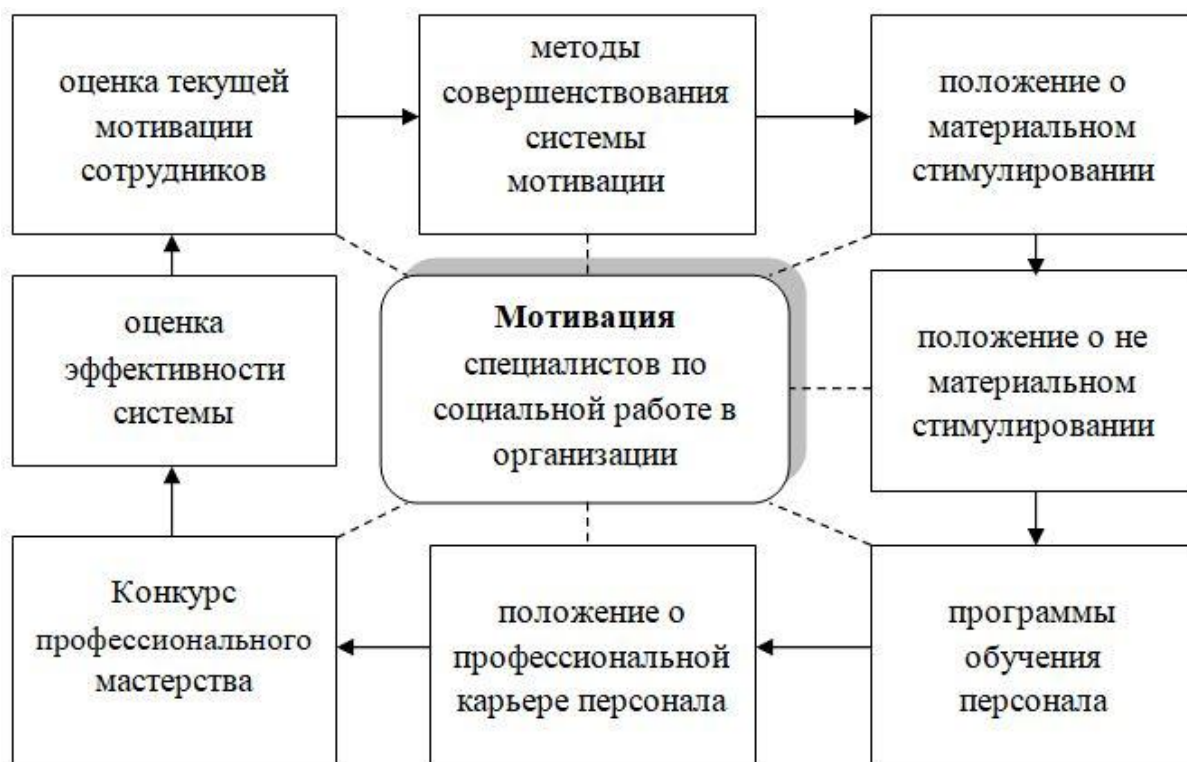 оценка текущей
мотивации
сотрудников
методы
совершенствования
системы
мотивации
положение о
материальном
стимулировании
оценка
эффективности
системы
Мотивация
специалистов по
социальной работе в
организации
положение о не
материальном
стимулировании
Конкурс
профессионального
мастерства
положение о
профессиональной
карьере персонала
программы
обучения
персонала